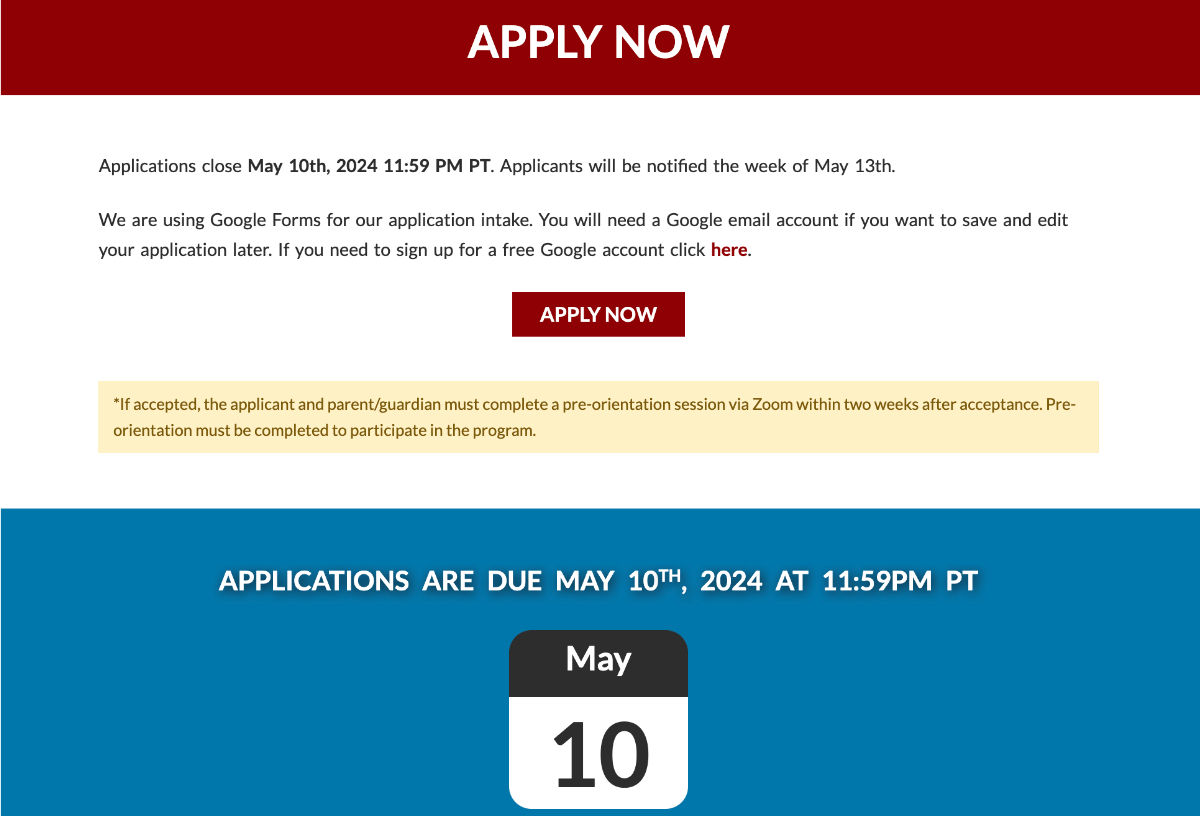 APPLY NOW
Applications close May 10th, 2024 11:59 PM PT. Applicants will be notified the week of May 13th.
We are using Google Forms for our application intake. You will need a Google email account if you want to save and edit
your application later. If you need to sign up for a free Google account click here.
APPLY NOW
*If accepted, the applicant and parent/guardian must complete a pre-orientation session via Zoom within two weeks after acceptance. Pre-
orientation must be completed to participate in the program.
APPLICATIONS ARE DUE MAY 10TH, 2024 AT 11:59PM PT
May
10